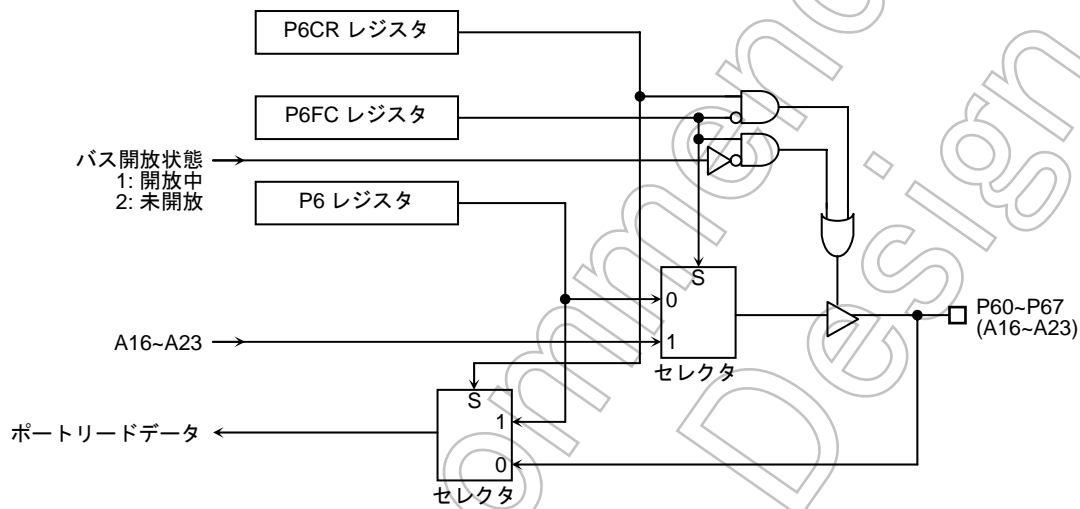 P6CR レジスタ
P6FC レジスタ
バス開放状態
1: 開放中
2: 未開放
P6 レジスタ
S
0
1
A16~A23
セレクタ
P60~P67
(A16~A23)
S
1
0
ポートリードデータ
セレクタ
ommend
Design